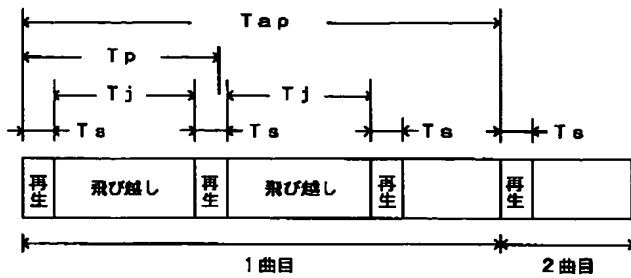 Tap
Tp
Tj Tj
Ts Ts Ts Ts
再生 飛び越し 再生 飛び越し 再生 再生
1曲目 2曲目